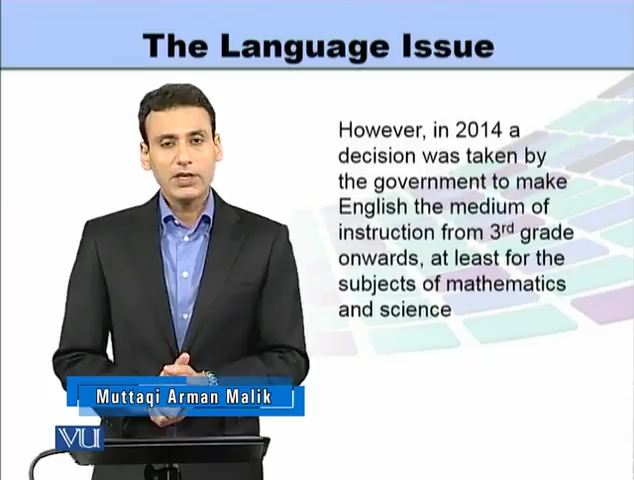 The Language Issue
However, in 2014 a
decision was taken by
the government to make
English the medium of
instruction from 3rd grade
onwards, at least for the
subjects of mathematics
and science
Muttaqi Arman Malik
VU